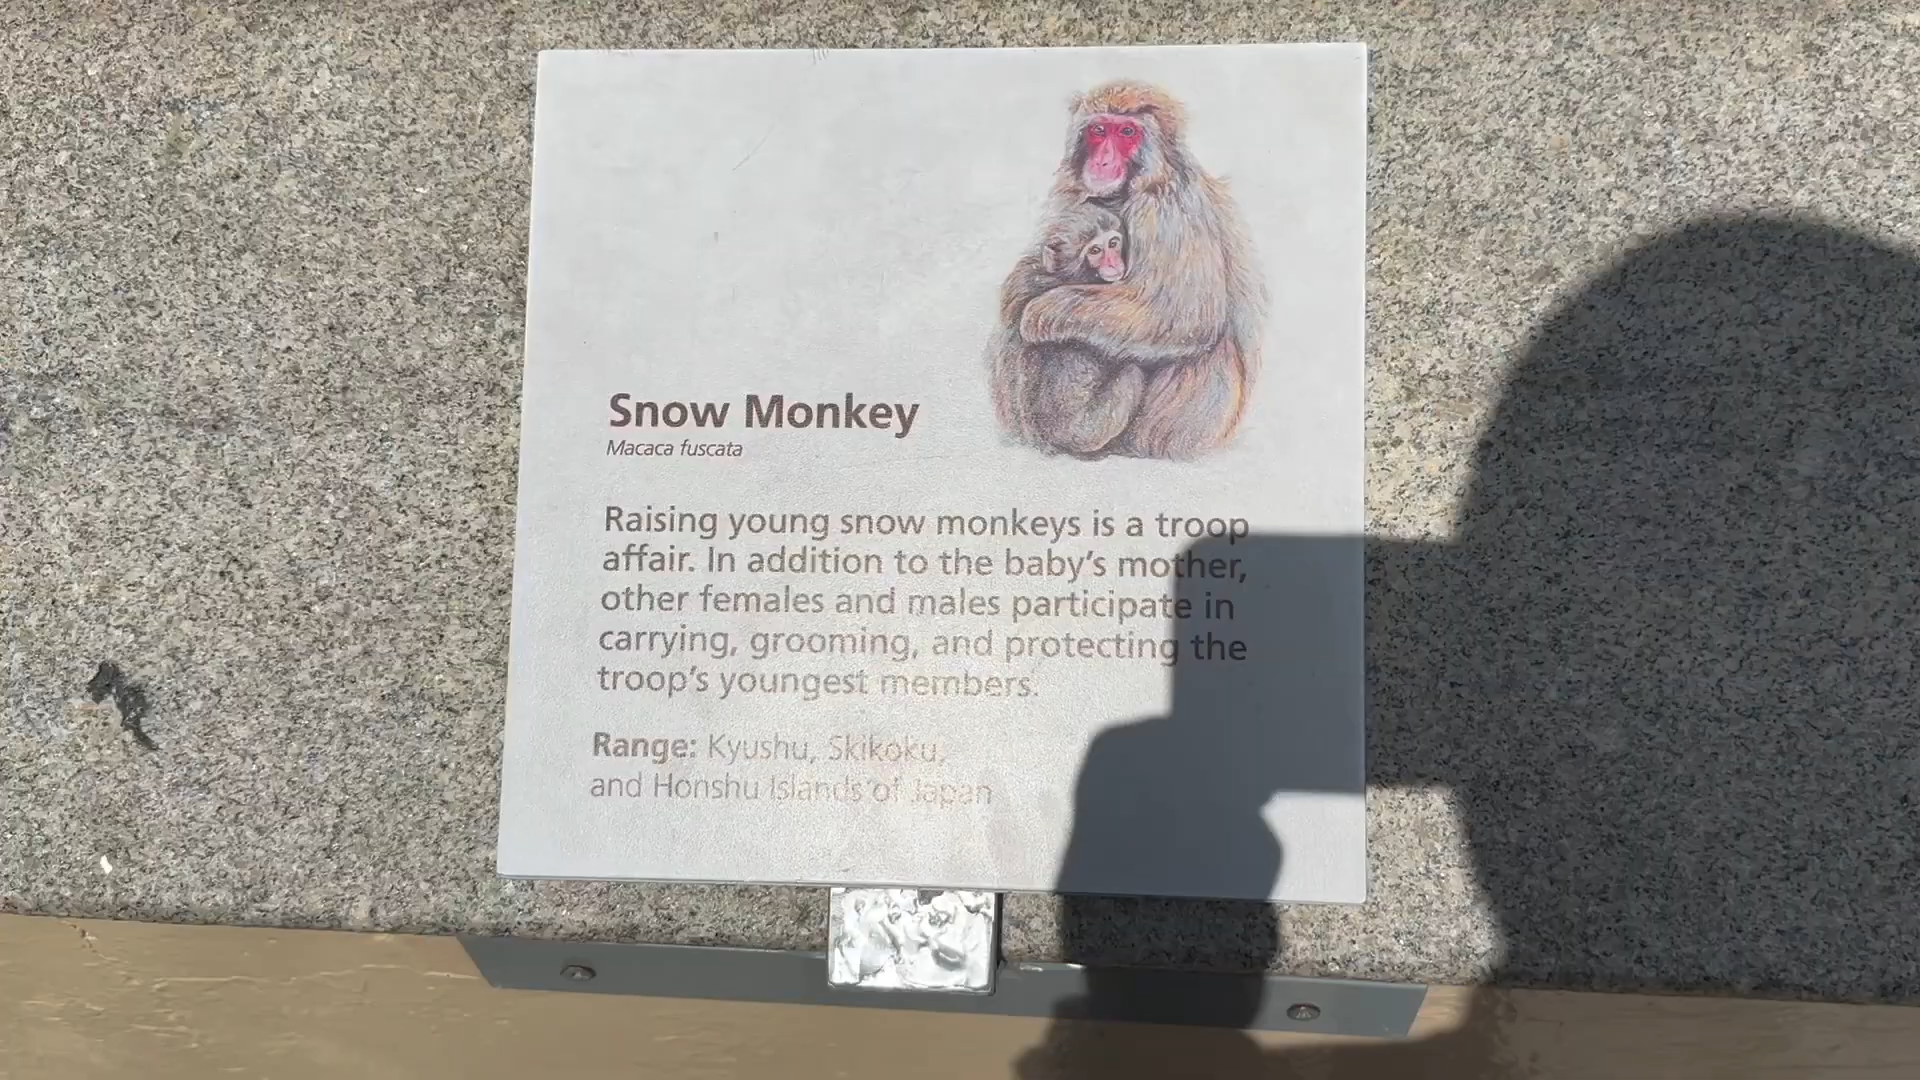 Snow Monkey
Macaca fuscata
Raising young snow monkeys is a troop
affair. In addition to the baby's mother,
other females and males participate in
carrying, grooming, and protecting the
troop's youngest members.
Range: Kyushu, Skikoku,
and Honshu Islands of Japan